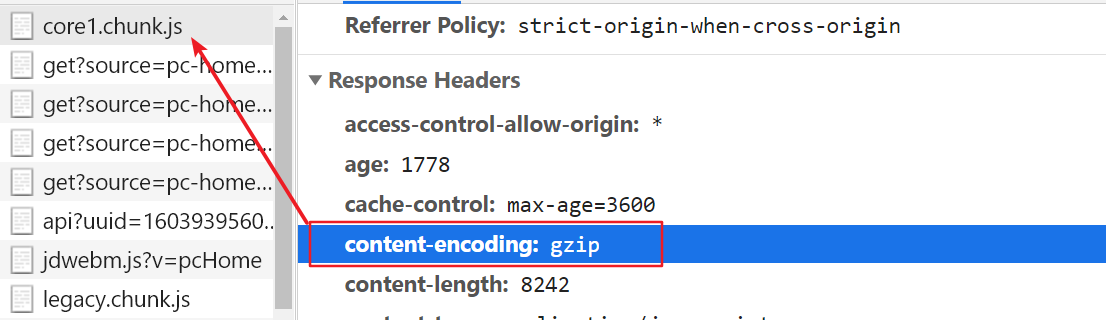 core1.chunk.js
get?source=pc-home...
get?source=pc-home...
get?source=pc-home...
get?source=pc-home...
api?uuid=1603939560...
jdwebm.js?v=pcHome
legacy.chunk.js
Referrer Policy: strict-origin-when-cross-origin
Response Headers
access-control-allow-origin: *
age: 1778
cache-control: max-age=3600
content-encoding: gzip
content-length: 8242